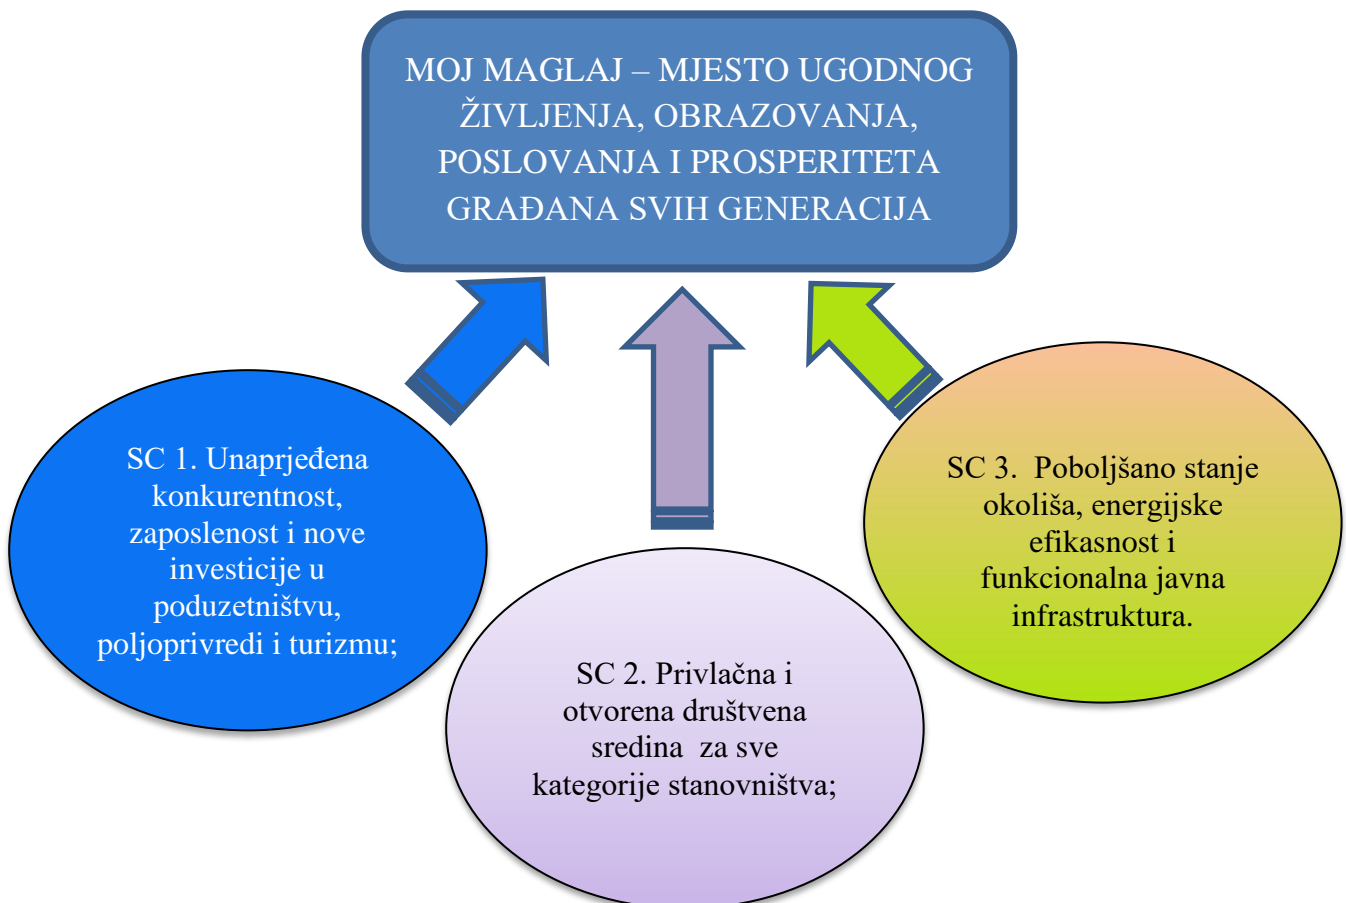 MOJ MAGLAJ – MJESTO UGODNOG
ŽIVLJENJA, OBRAZOVANJA,
POSLOVANJA I PROSPERITETA
GRAĐANA SVIH GENERACIJA
SC 1. Unaprjeđena
konkurentnost,
zaposlenost i nove
investicije u
poduzetništvu,
poljoprivredi i turizmu;
SC 2. Privlačna i
otvorena društvena
sredina  za sve
kategorije stanovništva;
SC 3.  Poboljšano stanje
okoliša, energijske
efikasnost i
funkcionalna javna
infrastruktura.